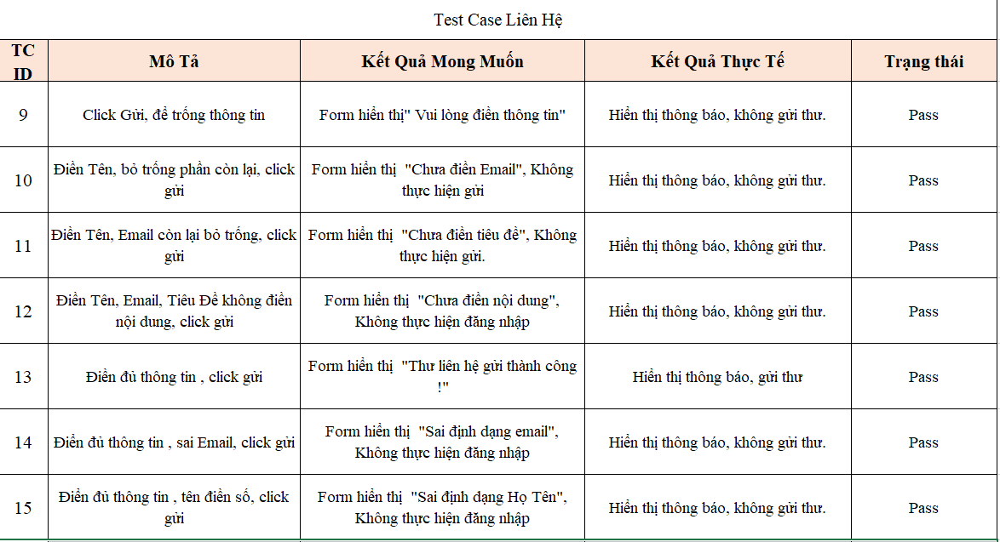 Test Case Liên Hệ
TC
ID
Mô Tả
Kết Quả Mong Muốn
Kết Quả Thực Tế
Trạng thái
9
Click Gửi, để trống thông tin
Form hiển thị" Vui lòng điền thông tin"
Hiển thị thông báo, không gửi thư.
Pass
10
Điền Tên, bỏ trống phần còn lại, click
gửi
Form hiển thị "Chưa điền Email", Không
thực hiện gửi
Hiển thị thông báo, không gửi thư.
Pass
11
Điền Tên, Email còn lại bỏ trống, click
gửi
Form hiển thị "Chưa điền tiêu đề", Không
thực hiện gửi.
Hiển thị thông báo, không gửi thư.
Pass
12
Điền Tên, Email, Tiêu Đề không điền
nội dung, click gửi
Form hiển thị "Chưa điền nội dung",
Không thực hiện đăng nhập
Hiển thị thông báo, không gửi thư.
Pass
13
Điền đủ thông tin , click gửi
Form hiển thị "Thư liên hệ gửi thành công
!"
Hiển thị thông báo, gửi thư
Pass
14
Điển đủ thông tin , sai Email, click gửi
Form hiển thị "Sai định dạng email",
Không thực hiện đăng nhập
Hiển thị thông báo, không gửi thư.
Pass
15
Điển đủ thông tin , tên điền số, click
gửi
Form hiển thị "Sai định dạng Họ Tên",
Không thực hiện đăng nhập
Hiển thị thông báo, không gửi thư.
Pass